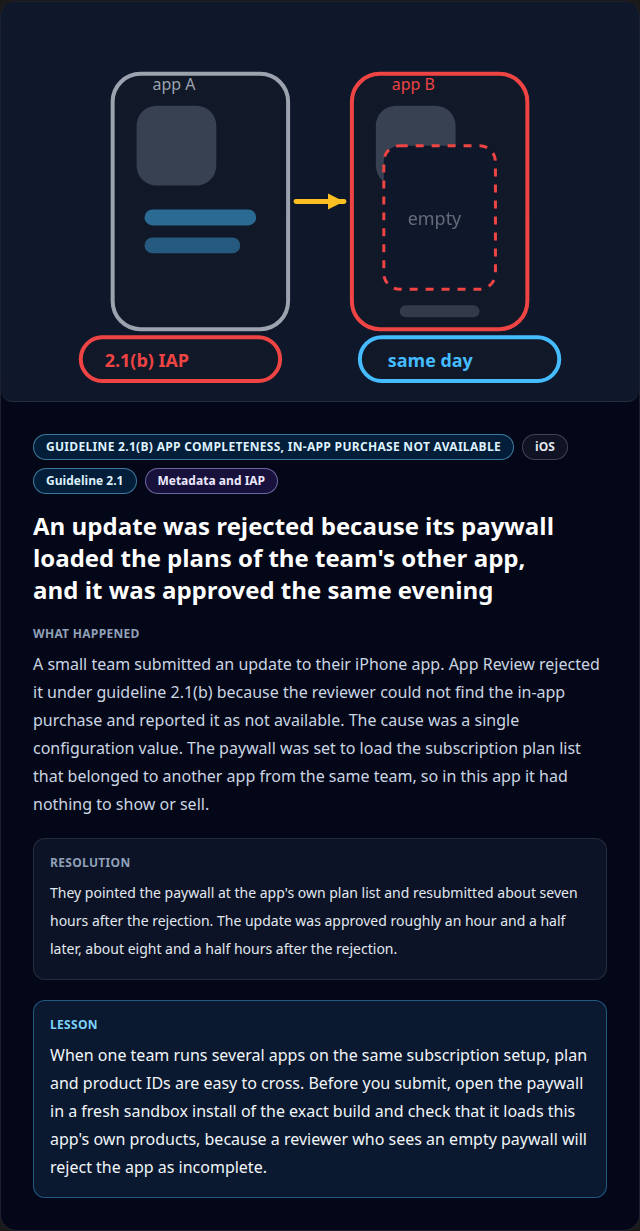 app A
app B
empty
2.1(b) IAP
same day
GUIDELINE 2.1(B) APP COMPLETENESS, IN-APP PURCHASE NOT AVAILABLE
iOS
Guideline 2.1
Metadata and IAP
An update was rejected because its paywall
loaded the plans of the team's other app,
and it was approved the same evening
WHAT HAPPENED
A small team submitted an update to their iPhone app. App Review rejected
it under guideline 2.1(b) because the reviewer could not find the in-app
purchase and reported it as not available. The cause was a single
configuration value. The paywall was set to load the subscription plan list
that belonged to another app from the same team, so in this app it had
nothing to show or sell.
RESOLUTION
They pointed the paywall at the app's own plan list and resubmitted about seven
hours after the rejection. The update was approved roughly an hour and a half
later, about eight and a half hours after the rejection.
LESSON
When one team runs several apps on the same subscription setup, plan
and product IDs are easy to cross. Before you submit, open the paywall
in a fresh sandbox install of the exact build and check that it loads this
app's own products, because a reviewer who sees an empty paywall will
reject the app as incomplete.